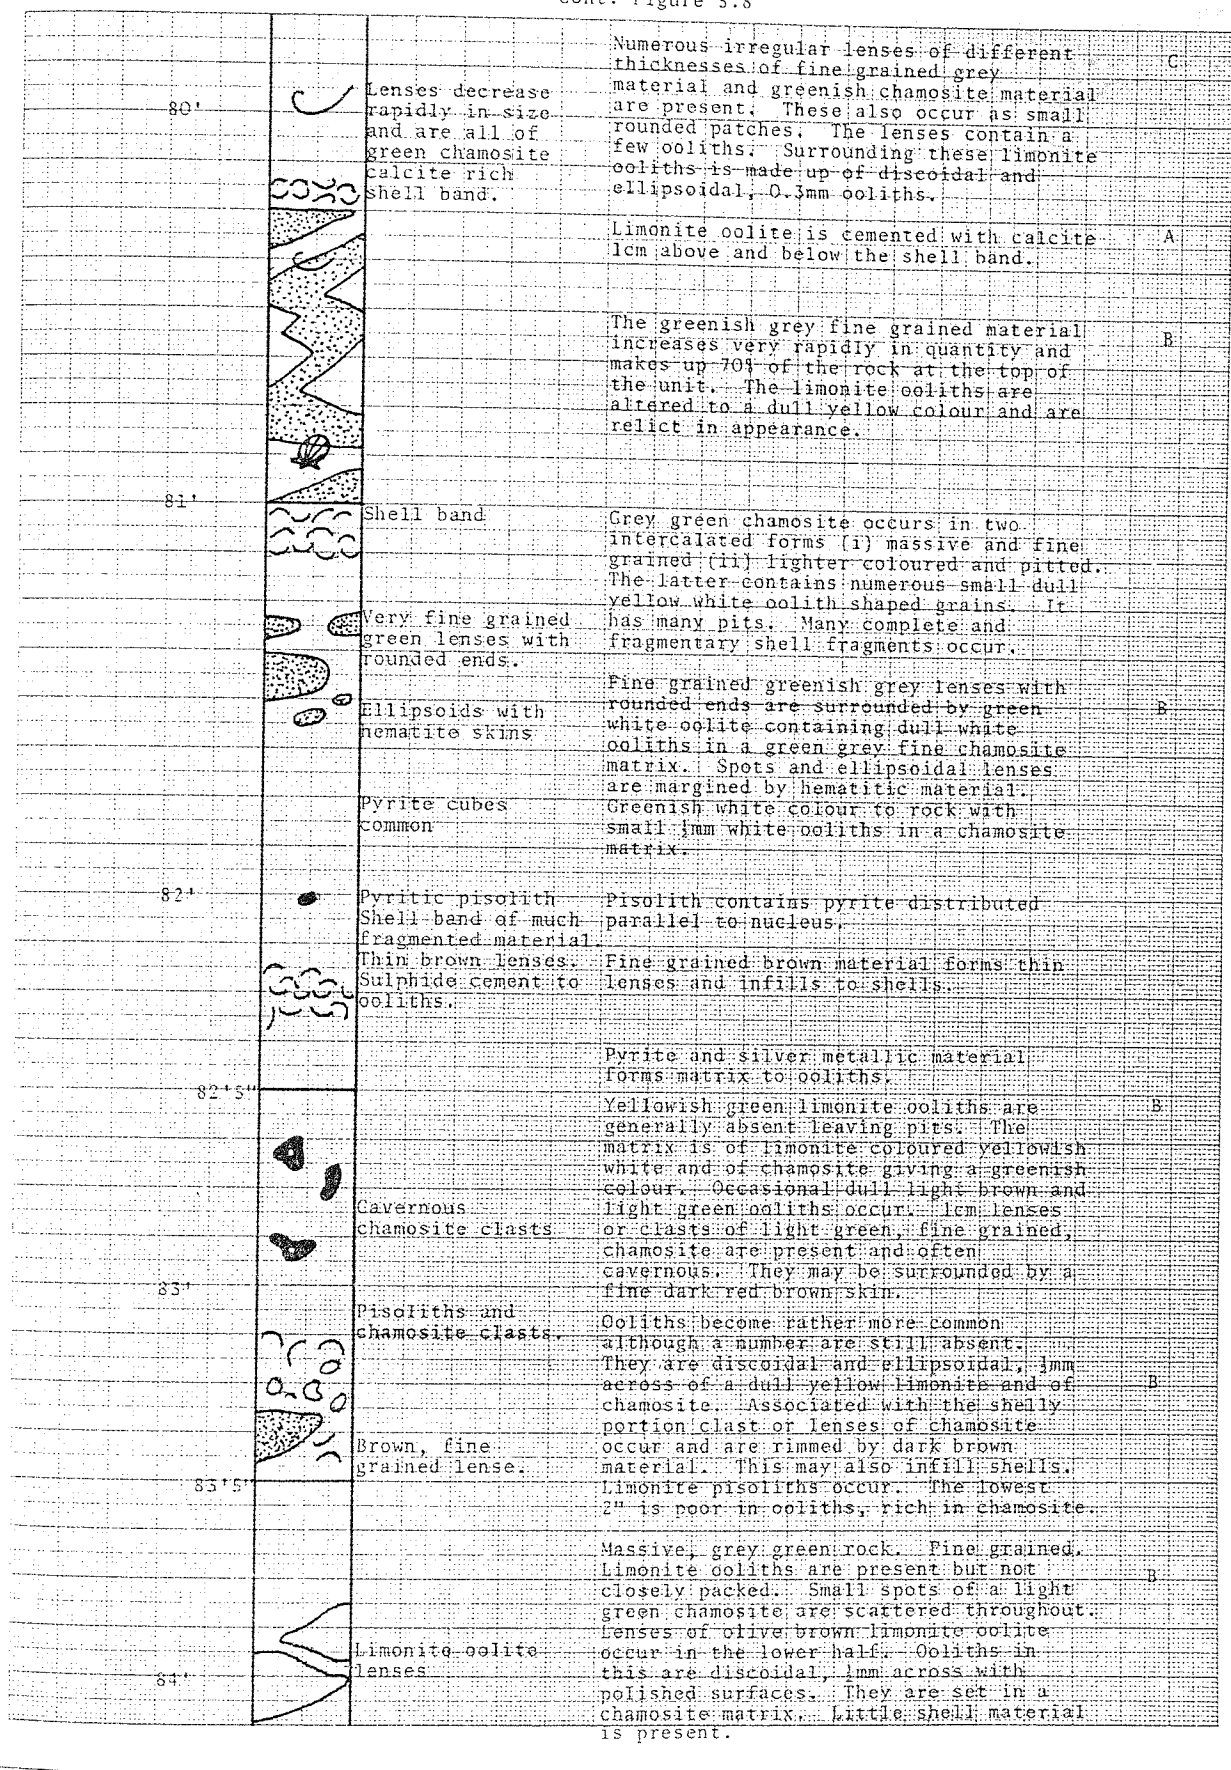 cont. Figure 3.8
Numerous irregular lenses of different
thicknesses of fine grained grey
material and greenish chamosite material
are present. These also occur as small
rounded patches. The lenses contain a
few ooliths. Surrounding these limonite
ooliths is made up of discoidal and
ellipsoidal, 0.3mm ooliths.
C
80'
Lenses decrease
rapidly in size
and are all of
green chamosite
calcite rich
shell band.
Limonite oolite is cemented with calcite
1cm above and below the shell band.
A
The greenish grey fine grained material
increases very rapidly in quantity and
makes up 70% of the rock at the top of
the unit. The limonite ooliths are
altered to a dull yellow colour and are
relict in appearance.
B
81'
Shell band
Grey green chamosite occurs in two
intercalated forms (i) massive and fine
grained (ii) lighter coloured and pitted.
The latter contains numerous small dull
yellow white oolith shaped grains. It
has many pits. Many complete and
fragmentary shell fragments occur.
Very fine grained
green lenses with
rounded ends.
Ellipsoids with
hematite skins
Fine grained greenish grey lenses with
rounded ends are surrounded by green
white oolite containing dull white
ooliths in a green grey fine chamosite
matrix. Spots and ellipsoidal lenses
are margined by hematitic material.
Greenish white colour to rock with
small mm white ooliths in a chamosite
matrix.
B
Pyrite cubes
common
82'
Pyritic pisolith
Shell band of much
fragmented material.
Thin brown lenses.
Sulphide cement to
ooliths.
Pisolith contains pyrite distributed
parallel to nucleus.
Fine grained brown material forms thin
lenses and infills to shells.
Pyrite and silver metallic material
forms matrix to ooliths.
82'5"
Yellowish green limonite ooliths are
generally absent leaving pits. The
matrix is of limonite coloured yellowish
white and of chamosite giving a greenish
colour. Occasional dull light brown and
light green ooliths occur. 1cm lenses
or clasts of light green, fine grained,
chamosite are present and often
cavernous. They may be surrounded by a
fine dark red brown skin.
B
Cavernous
chamosite clasts
83'
Pisoliths and
chamosite clasts.
Ooliths become rather more common
although a number are still absent.
They are discoidal and ellipsoidal, mm
across of a dull yellow limonite and of
chamosite. Associated with the shelly
portion clast or lenses of chamosite
occur and are rimmed by dark brown
material. This may also infill shells.
Limonite pisoliths occur. The lowest
2" is poor in ooliths, rich in chamosite.
B
Brown, fine
grained lense.
83'5"
Massive, grey green rock. Fine grained.
Limonite ooliths are present but not
closely packed. Small spots of a light
green chamosite are scattered throughout.
Lenses of olive brown limonite oolite
occur in the lower half. Ooliths in
this are discoidal, mm across with
polished surfaces. They are set in a
chamosite matrix. Little shell material
is present.
B
Limonite oolite
lenses
84'